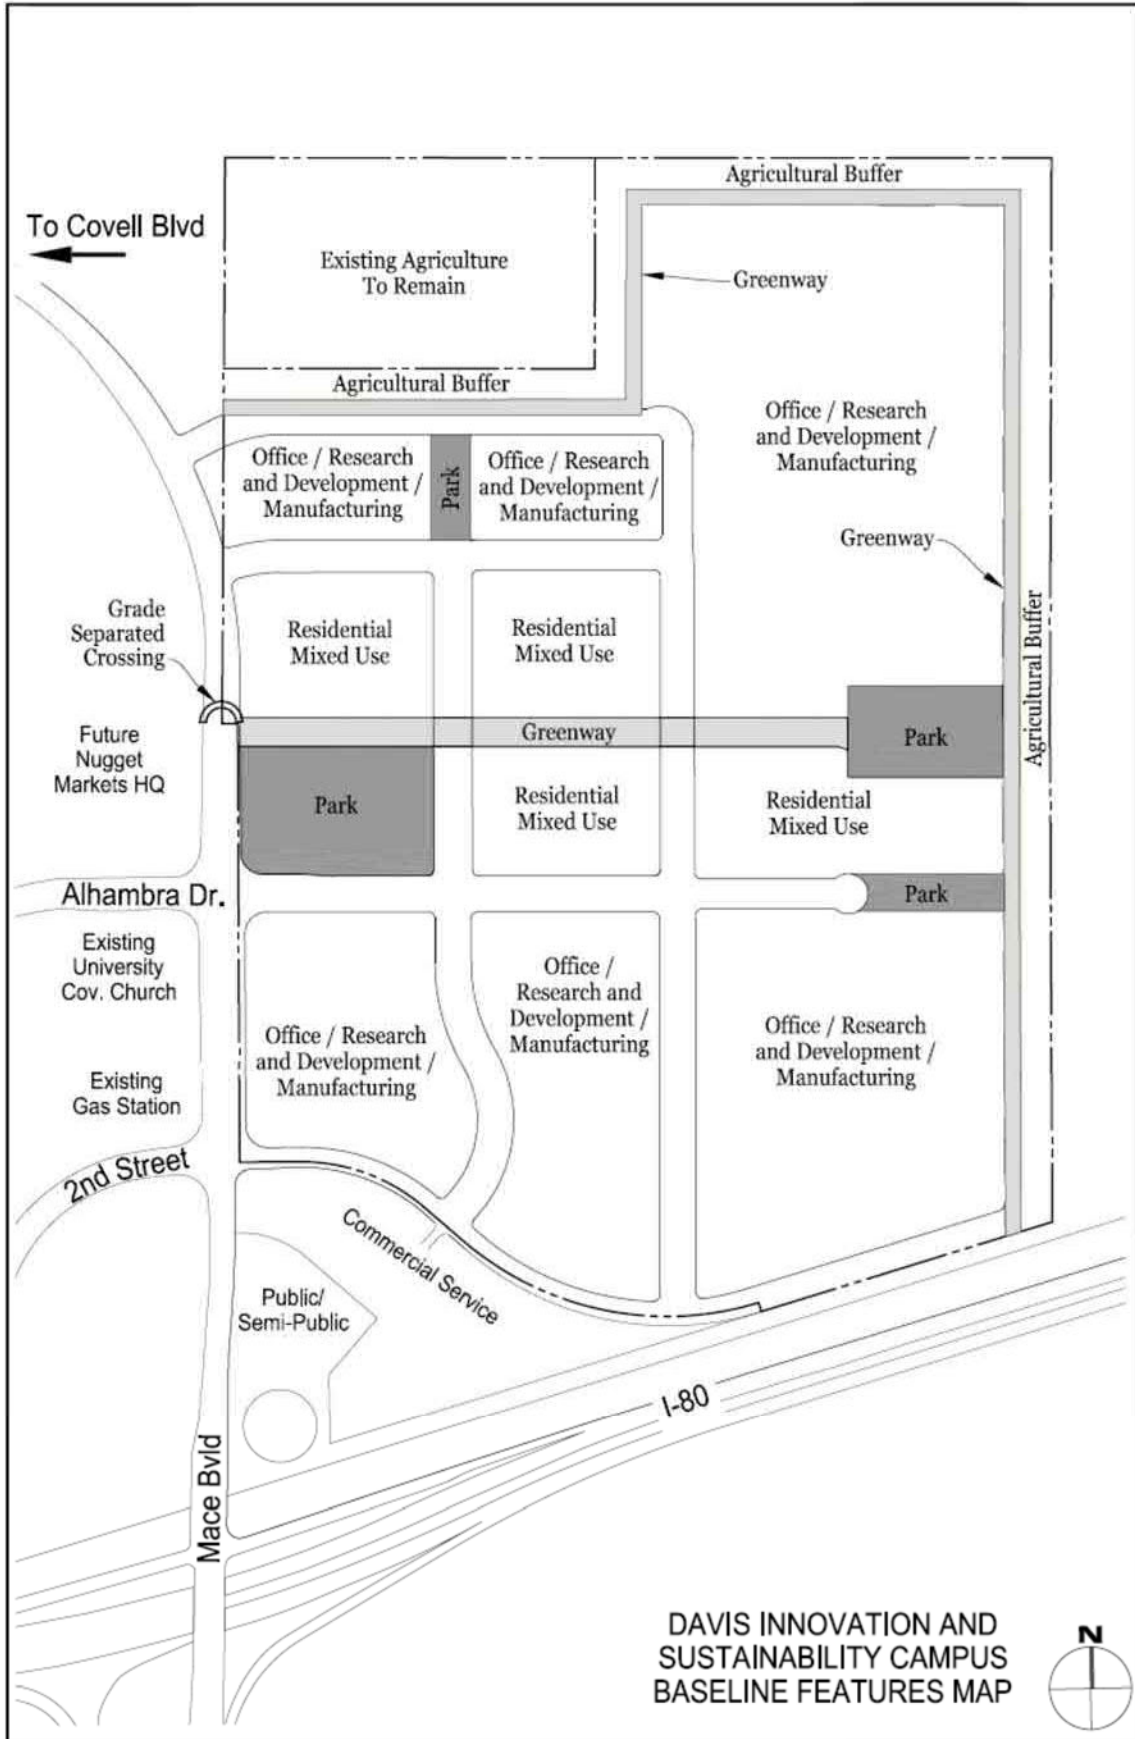 Agricultural Buffer
To Covell Blvd
Existing Agriculture
To Remain
Greenway
Agricultural Buffer
Office / Research
and Development /
Manufacturing
Office / Research
and Development /
Manufacturing
Park
Office / Research
and Development /
Manufacturing
Greenway
Agricultural Buffer
Grade
Separated
Crossing
Residential
Mixed Use
Residential
Mixed Use
Future
Nugget
Markets HQ
Greenway
Park
Park
Residential
Mixed Use
Residential
Mixed Use
Alhambra Dr.
Park
Existing
University
Cov. Church
Office / Research
and Development /
Manufacturing
Office /
Research and
Development /
Manufacturing
Office / Research
and Development /
Manufacturing
Existing
Gas Station
2nd Street
Commercial Service
Public/
Semi-Public
I-80
Mace Bvld
DAVIS INNOVATION AND
SUSTAINABILITY CAMPUS
BASELINE FEATURES MAP
N